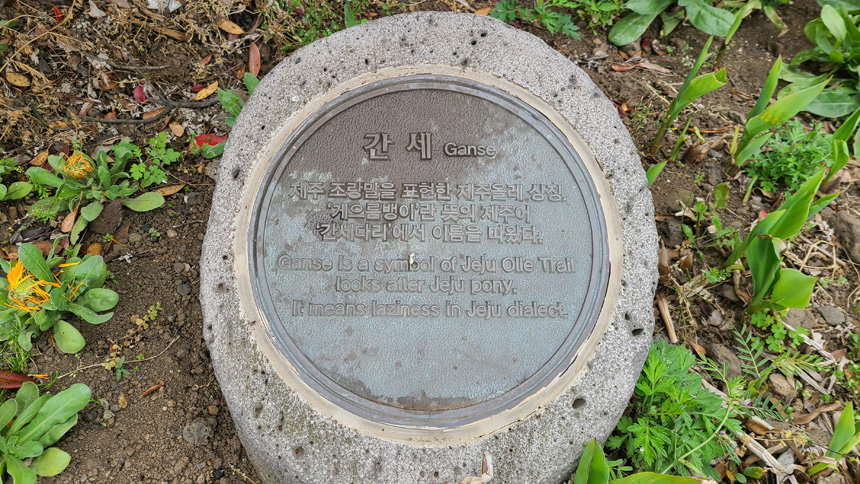 간세 Ganse
제주 조랑말을 표현한 제주올레 상징.
'게으름뱅이'란 뜻의 제주어
'간세다리'에서 이름을 따왔다.
Ganse is a symbol of Jeju Olle Trail
looks after Jeju pony.
It means laziness in Jeju dialect.